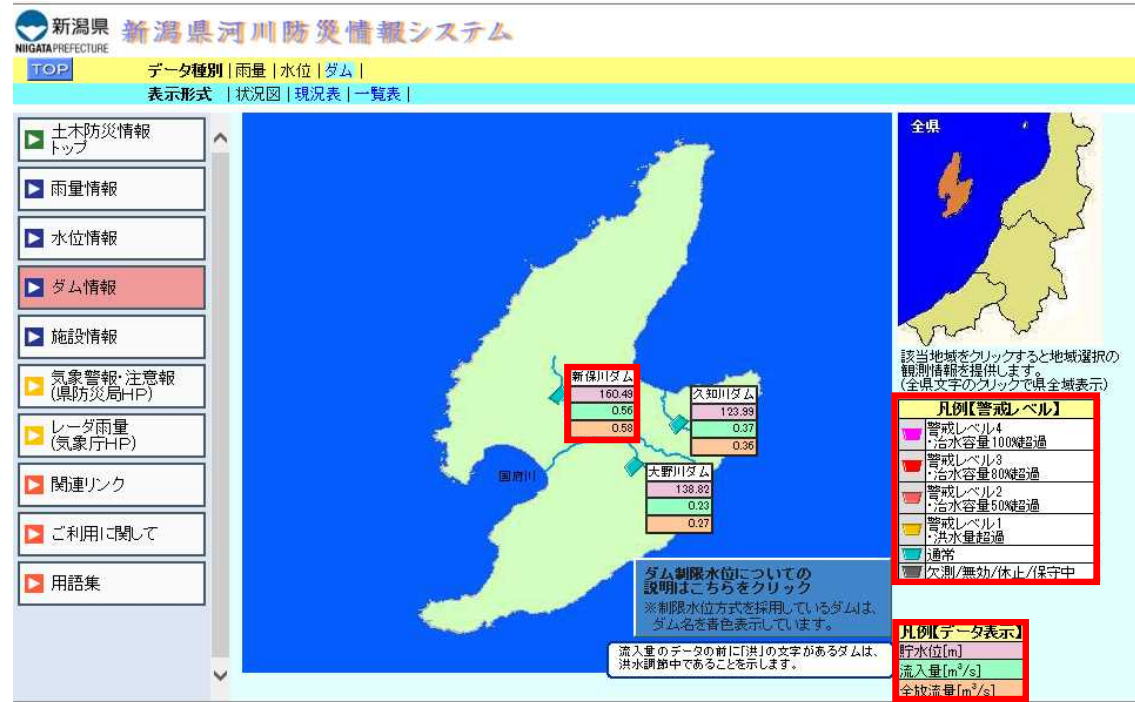 新潟県
NIIGATA PREFECTURE
新潟県河川防災情報システム
TOP
データ種別 | 雨量 | 水位 | ダム |
表示形式 | 状況図 | 現況表 | 一覧表 |
土木防災情報
トップ
雨量情報
水位情報
ダム情報
施設情報
気象警報・注意報
(県防災局HP)
レーダ雨量
(気象庁HP)
関連リンク
ご利用に関して
用語集
新保川ダム
160.49
0.56
0.58
久知川ダム
123.99
0.37
0.36
国府川
大野川ダム
138.82
0.23
0.27
ダム制限水位についての
説明はこちらをクリック
※制限水位方式を採用しているダムは、
ダム名を青色表示しています。
流入量のデータの前に「洪」の文字があるダムは、
洪水調節中であることを示します。
全県
該当地域をクリックすると地域選択の
観測情報を提供します。
(全県文字のクリックで県全域表示)
凡例【警戒レベル】
警戒レベル4
・治水容量100%超過
警戒レベル3
・治水容量80%超過
警戒レベル2
・治水容量50%超過
警戒レベル1
・洪水量超過
通常
欠測/無効/休止/保守中
凡例【データ表示】
貯水位[m]
流入量[m³/s]
全放流量[m³/s]